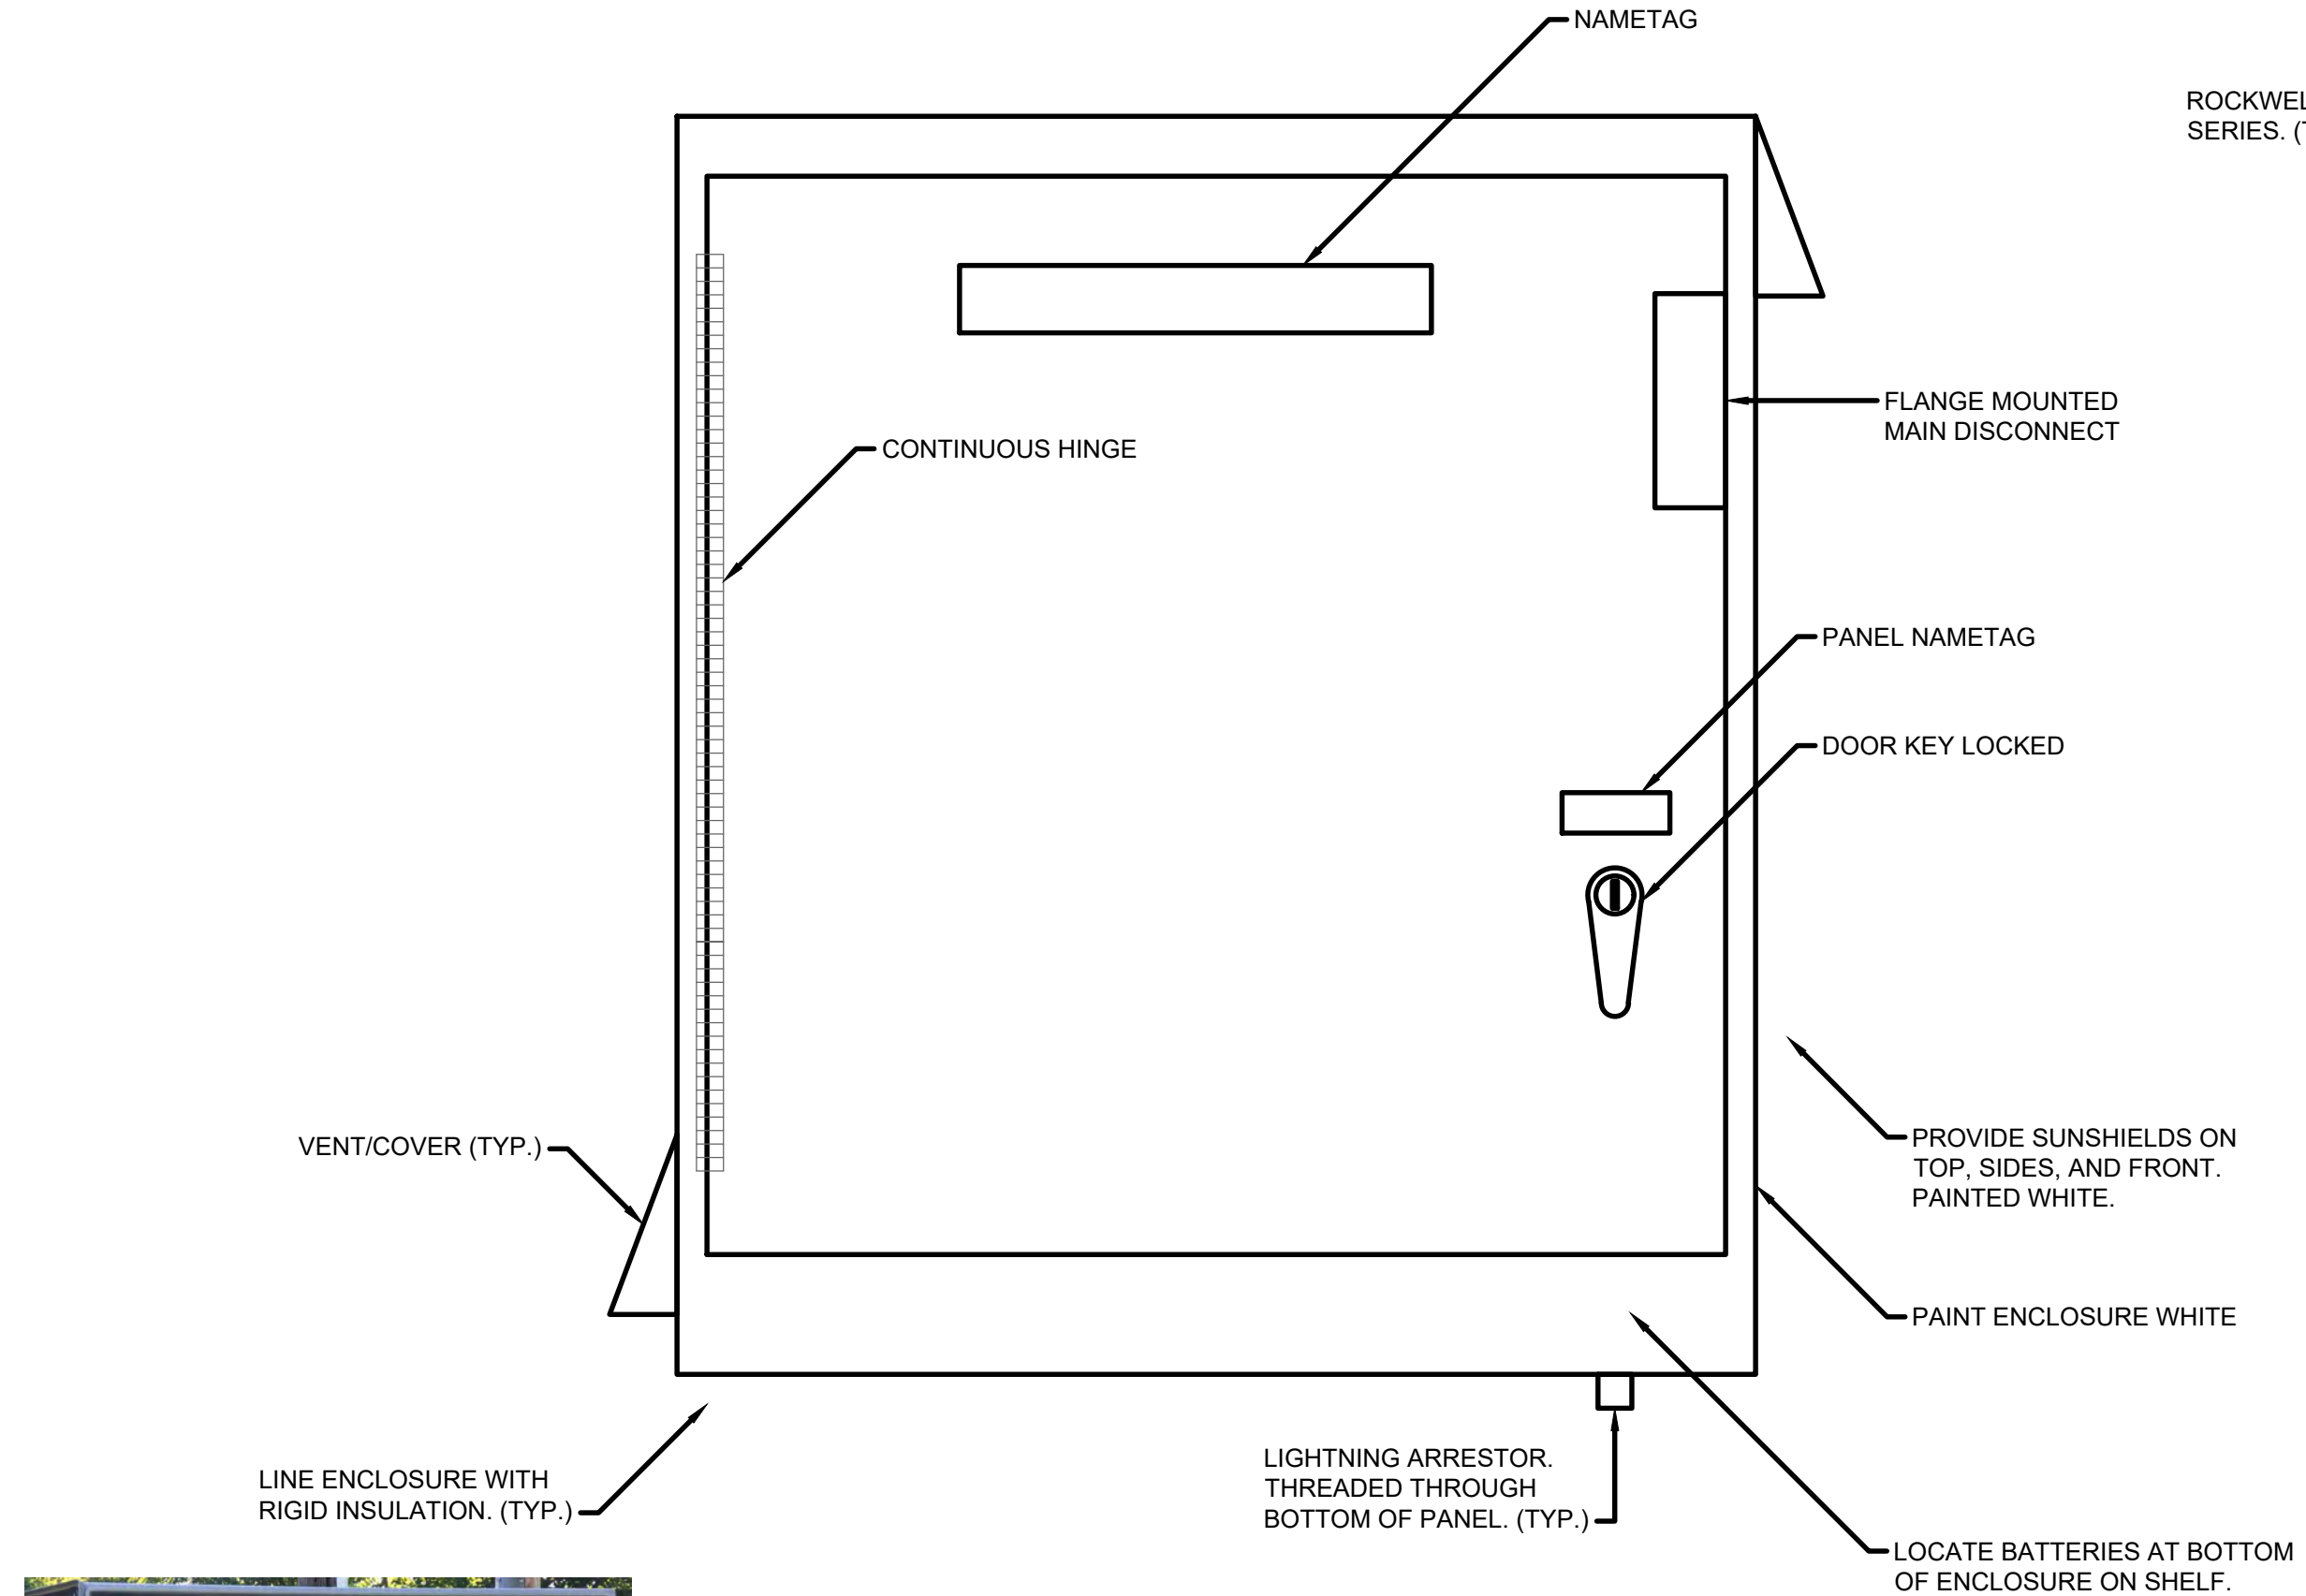 NAMETAG
SERIES.
FLANGE MOUNTED
MAIN DISCONNECT
CONTINUOUS HINGE
PANEL NAMETAG
DOOR KEY LOCKED
VENT/COVER (TYP.)
PROVIDE SUNSHIELDS ON
TOP, SIDES, AND FRONT.
PAINTED WHITE.
PAINT ENCLOSURE WHITE
LINE ENCLOSURE WITH
RIGID INSULATION. (TYP.)
LIGHTNING ARRESTOR.
THREADED THROUGH
BOTTOM OF PANEL. (TYP.)
LOCATE BATTERIES AT BOTTOM
OF ENCLOSURE ON SHELF.